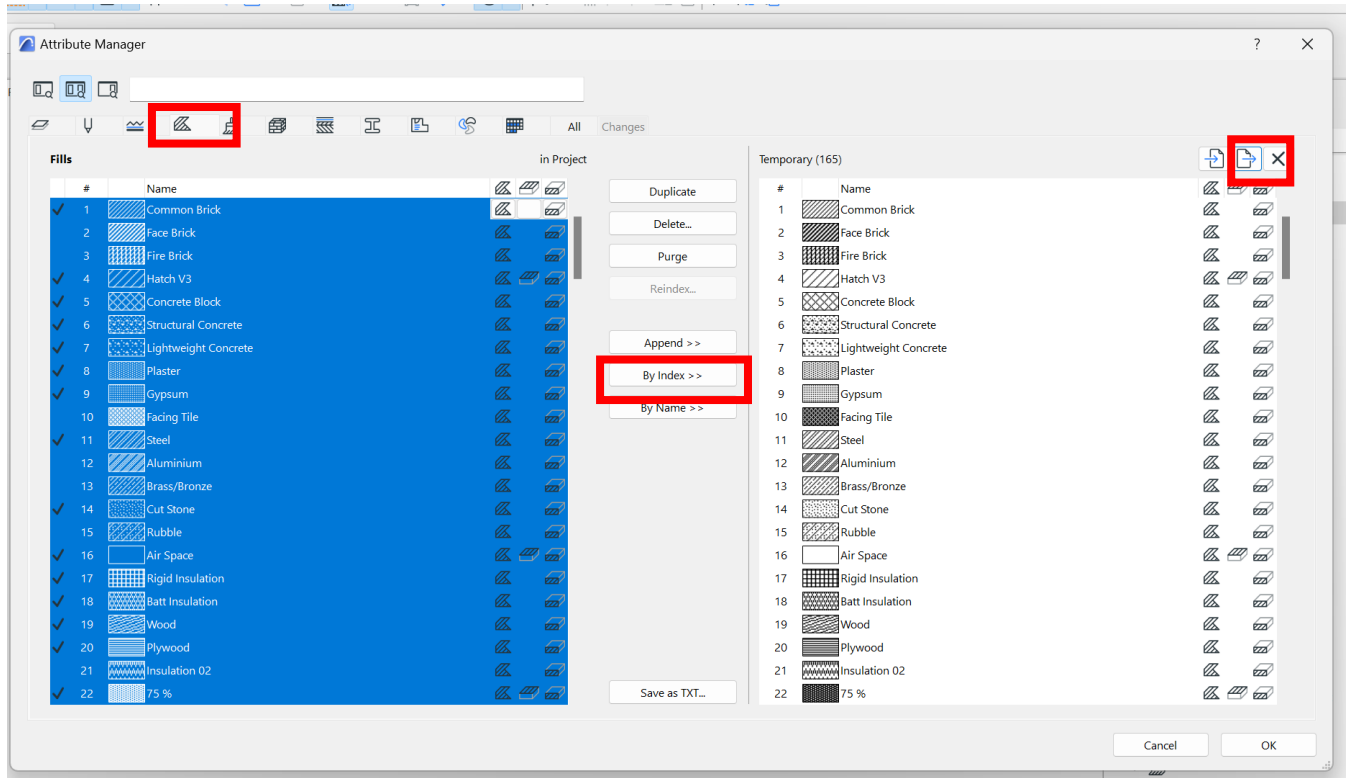 Attribute Manager
?
All Changes
Fills in Project
# Name
1 Common Brick
2 Face Brick
3 Fire Brick
4 Hatch V3
5 Concrete Block
6 Structural Concrete
7 Lightweight Concrete
8 Plaster
9 Gypsum
10 Facing Tile
11 Steel
12 Aluminium
13 Brass/Bronze
14 Cut Stone
15 Rubble
16 Air Space
17 Rigid Insulation
18 Batt Insulation
19 Wood
20 Plywood
21 Insulation 02
22 75 %
Duplicate
Delete...
Purge
Reindex...
Append >>
By Index >>
By Name >>
Save as TXT...
Temporary (165)
# Name
1 Common Brick
2 Face Brick
3 Fire Brick
4 Hatch V3
5 Concrete Block
6 Structural Concrete
7 Lightweight Concrete
8 Plaster
9 Gypsum
10 Facing Tile
11 Steel
12 Aluminium
13 Brass/Bronze
14 Cut Stone
15 Rubble
16 Air Space
17 Rigid Insulation
18 Batt Insulation
19 Wood
20 Plywood
21 Insulation 02
22 75 %
Cancel OK